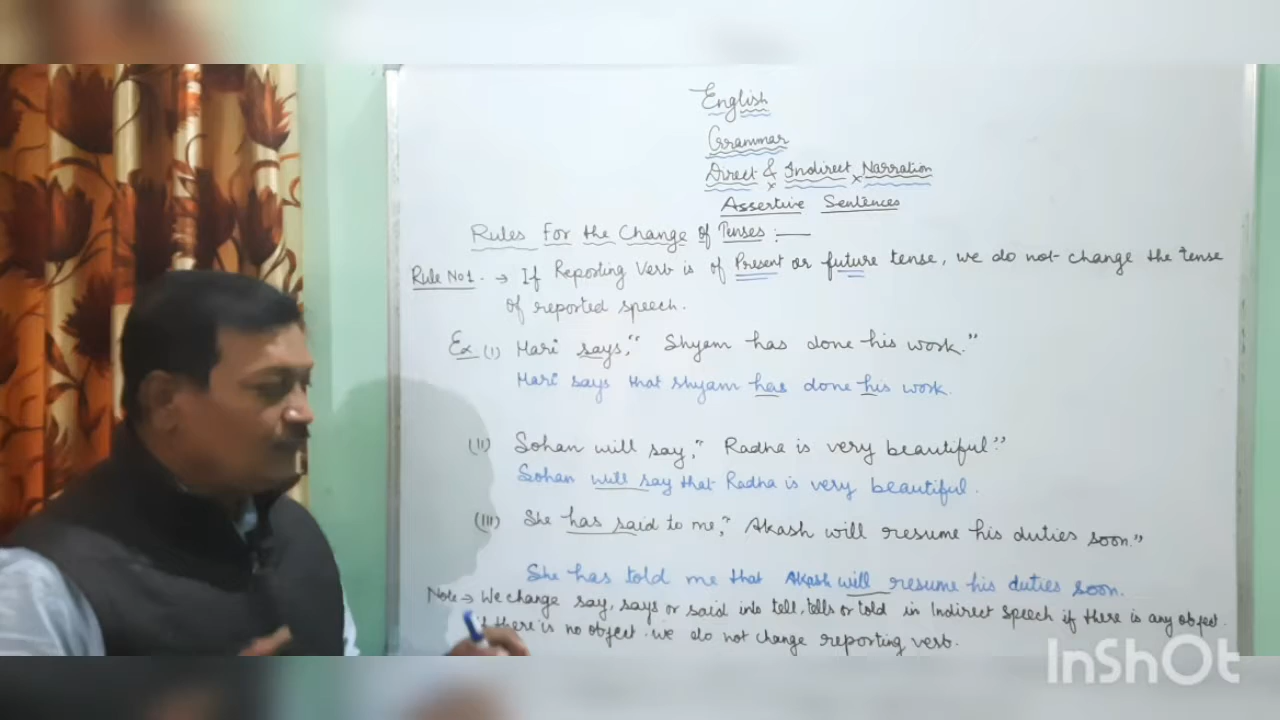 English
Grammar
Direct & Indirect Narration
Assertive Sentences
Rules For the Change of Tenses :—
Rule No 1. → If Reporting Verb is of Present or future tense, we do not change the tense
of reported speech.
Ex (I) Hari says, “ Shyam has done his work.”
Hari says that Shyam has done his work.
(II) Sohan will say, “ Radha is very beautiful”
Sohan will say that Radha is very beautiful.
(III) She has said to me, “ Akash will resume his duties soon.”
She has told me that Akash will resume his duties soon.
Note → We change say, says or said into tell, tells or told in Indirect Speech if there is any object.
if there is no object. we do not change reporting verb.
InShOt